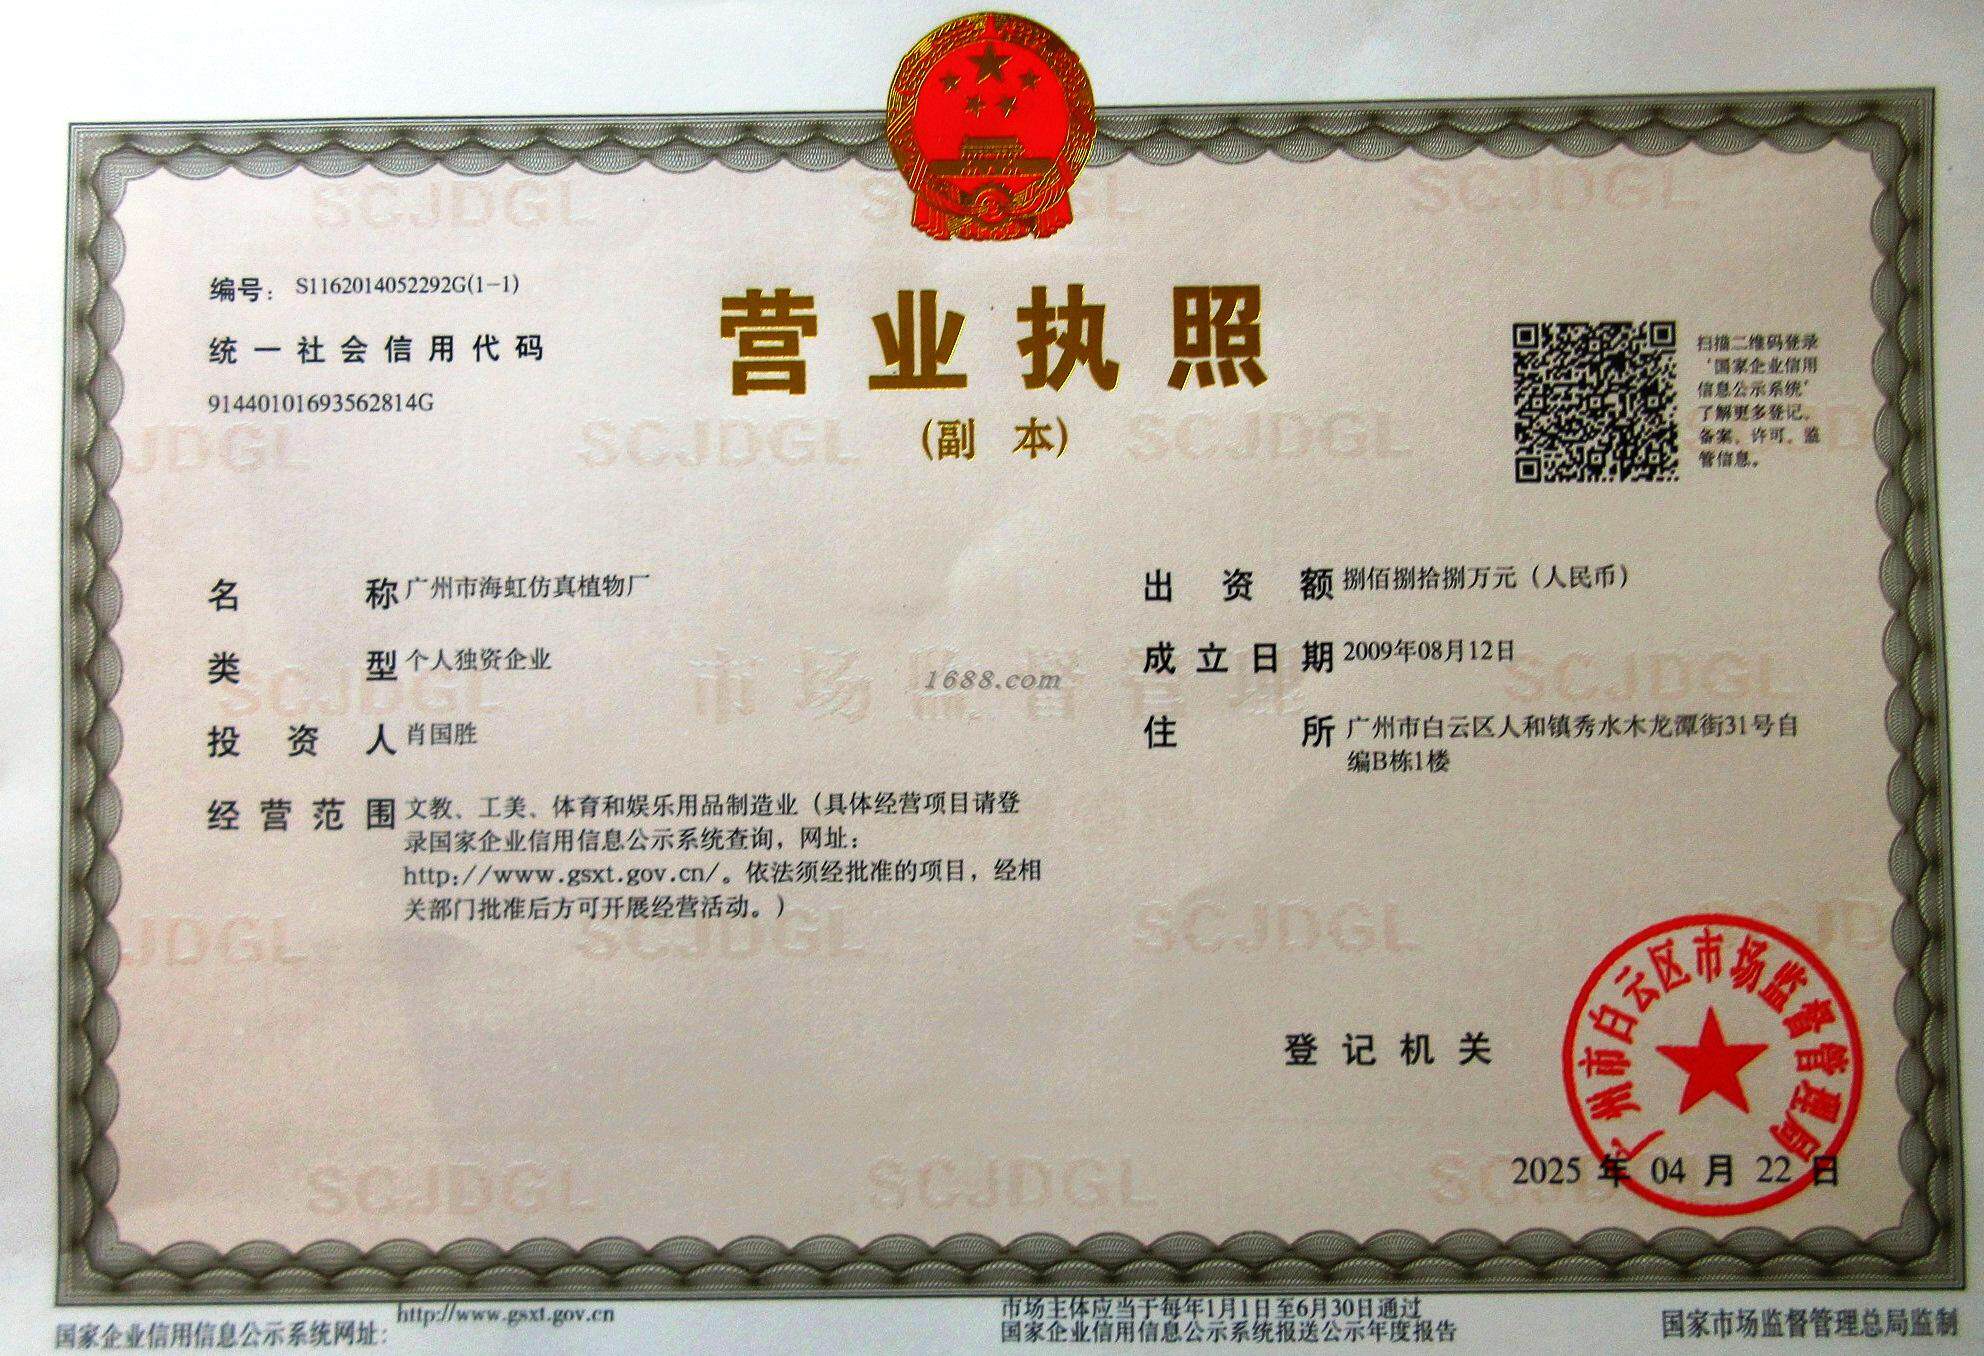 编号： S1162014052292G(1-1)
统一社会信用代码
91440101693562814G
营业执照
(副 本)
扫描二维码登录
‘国家企业信用
信息公示系统’
了解更多登记、
备案、许可、监
管信息。
名 称 广州市海虹仿真植物厂
类 型 个人独资企业
投资人 肖国胜
经营范围 文教、工美、体育和娱乐用品制造业（具体经营项目请登
录国家企业信用信息公示系统查询，网址：
http://www.gsxt.gov.cn/。依法须经批准的项目，经相
关部门批准后方可开展经营活动。）
出资额 捌佰捌拾捌万元（人民币）
成立日期 2009年08月12日
住 所 广州市白云区人和镇秀水木龙潭街31号自
编B栋1楼
1688.com
市场监督管理
SCJDGL
登记机关
广州市白云区市场监督管理局
2025 年 04 月 22 日
国家企业信用信息公示系统网址：
http://www.gsxt.gov.cn
市场主体应当于每年1月1日至6月30日通过
国家企业信用信息公示系统报送公示年度报告
国家市场监督管理总局监制